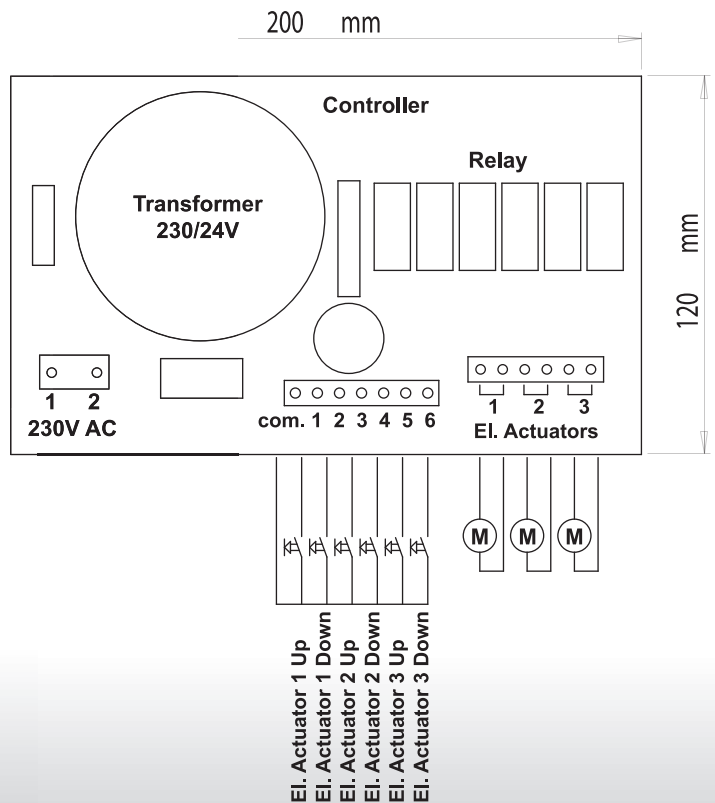 200 mm
Controller
Relay
Transformer
230/24V
120 mm
1 2
230V AC
com. 1 2 3 4 5 6
1 2 3
El. Actuators
M M M
El. Actuator 1 Up
El. Actuator 1 Down
El. Actuator 2 Up
El. Actuator 2 Down
El. Actuator 3 Up
El. Actuator 3 Down